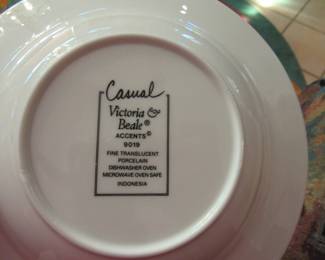 Casual
Victoria &
Beale®
ACCENTS©
9019
FINE TRANSLUCENT
PORCELAIN
DISHWASHER OVEN
MICROWAVE OVEN SAFE
INDONESIA